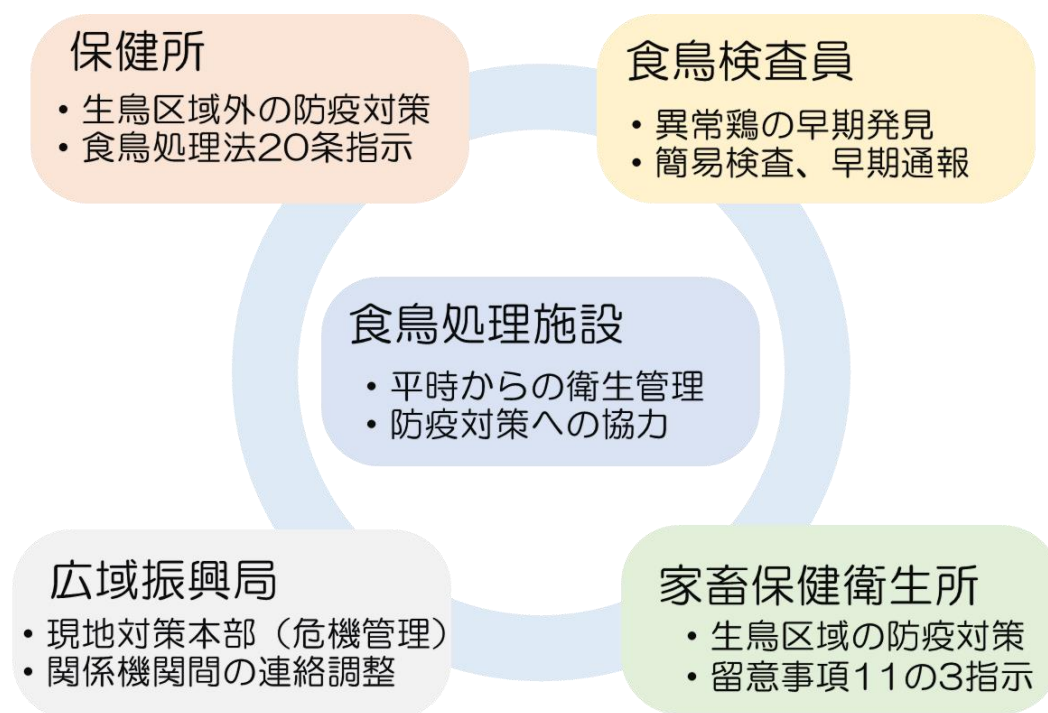 保健所
・生鳥区域外の防疫対策
・食鳥処理法20条指示
食鳥検査員
・異常鶏の早期発見
・簡易検査、早期通報
食鳥処理施設
・平時からの衛生管理
・防疫対策への協力
広域振興局
・現地対策本部（危機管理）
・関係機関間の連絡調整
家畜保健衛生所
・生鳥区域の防疫対策
・留意事項11の3指示